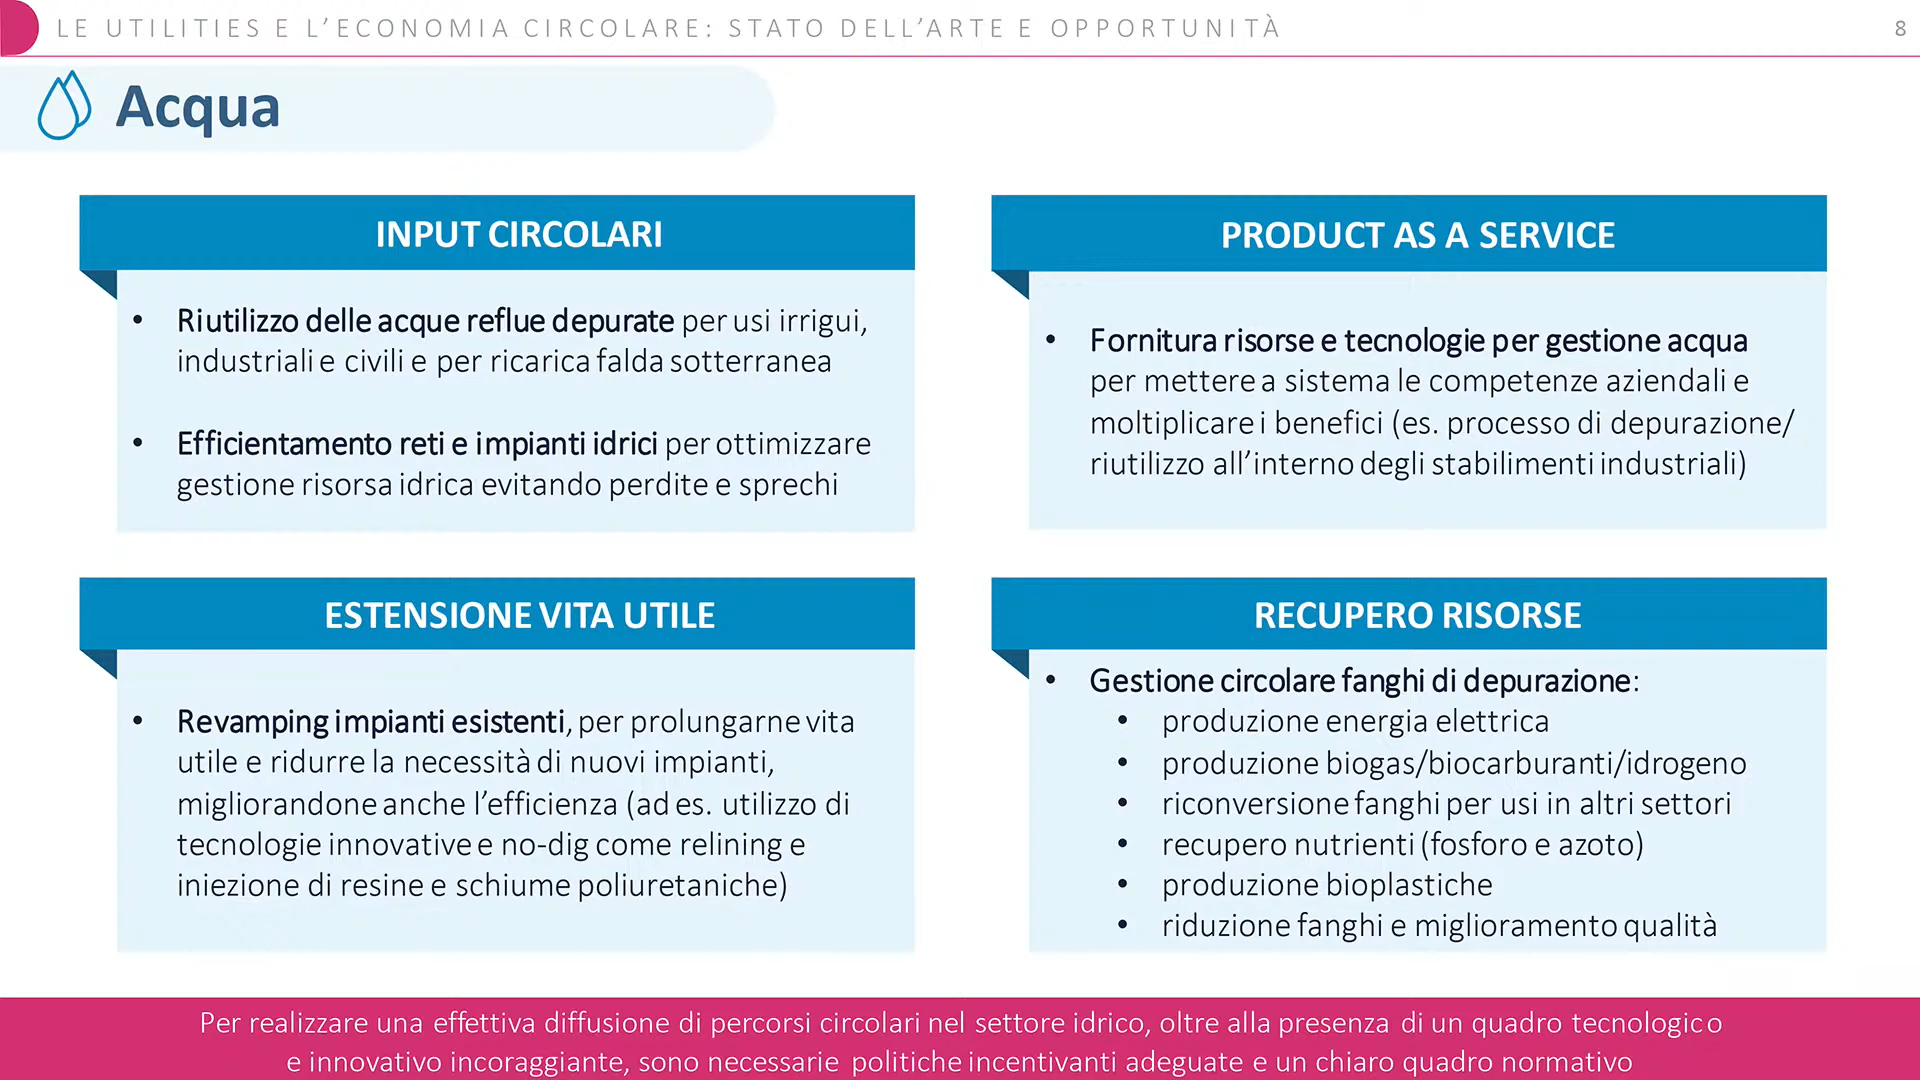 LE UTILITIES E L’ECONOMIA CIRCOLARE: STATO DELL’ARTE E OPPORTUNITÀ
8
Acqua
INPUT CIRCOLARI
• Riutilizzo delle acque reflue depurate per usi irrigui,
industriali e civili e per ricarica falda sotterranea
• Efficientamento reti e impianti idrici per ottimizzare
gestione risorsa idrica evitando perdite e sprechi
PRODUCT AS A SERVICE
• Fornitura risorse e tecnologie per gestione acqua
per mettere a sistema le competenze aziendali e
moltiplicare i benefici (es. processo di depurazione/
riutilizzo all’interno degli stabilimenti industriali)
ESTENSIONE VITA UTILE
• Revamping impianti esistenti, per prolungarne vita
utile e ridurre la necessità di nuovi impianti,
migliorandone anche l’efficienza (ad es. utilizzo di
tecnologie innovative e no-dig come relining e
iniezione di resine e schiume poliuretaniche)
RECUPERO RISORSE
• Gestione circolare fanghi di depurazione:
• produzione energia elettrica
• produzione biogas/biocarburanti/idrogeno
• riconversione fanghi per usi in altri settori
• recupero nutrienti (fosforo e azoto)
• produzione bioplastiche
• riduzione fanghi e miglioramento qualità
Per realizzare una effettiva diffusione di percorsi circolari nel settore idrico, oltre alla presenza di un quadro tecnologico
e innovativo incoraggiante, sono necessarie politiche incentivanti adeguate e un chiaro quadro normativo